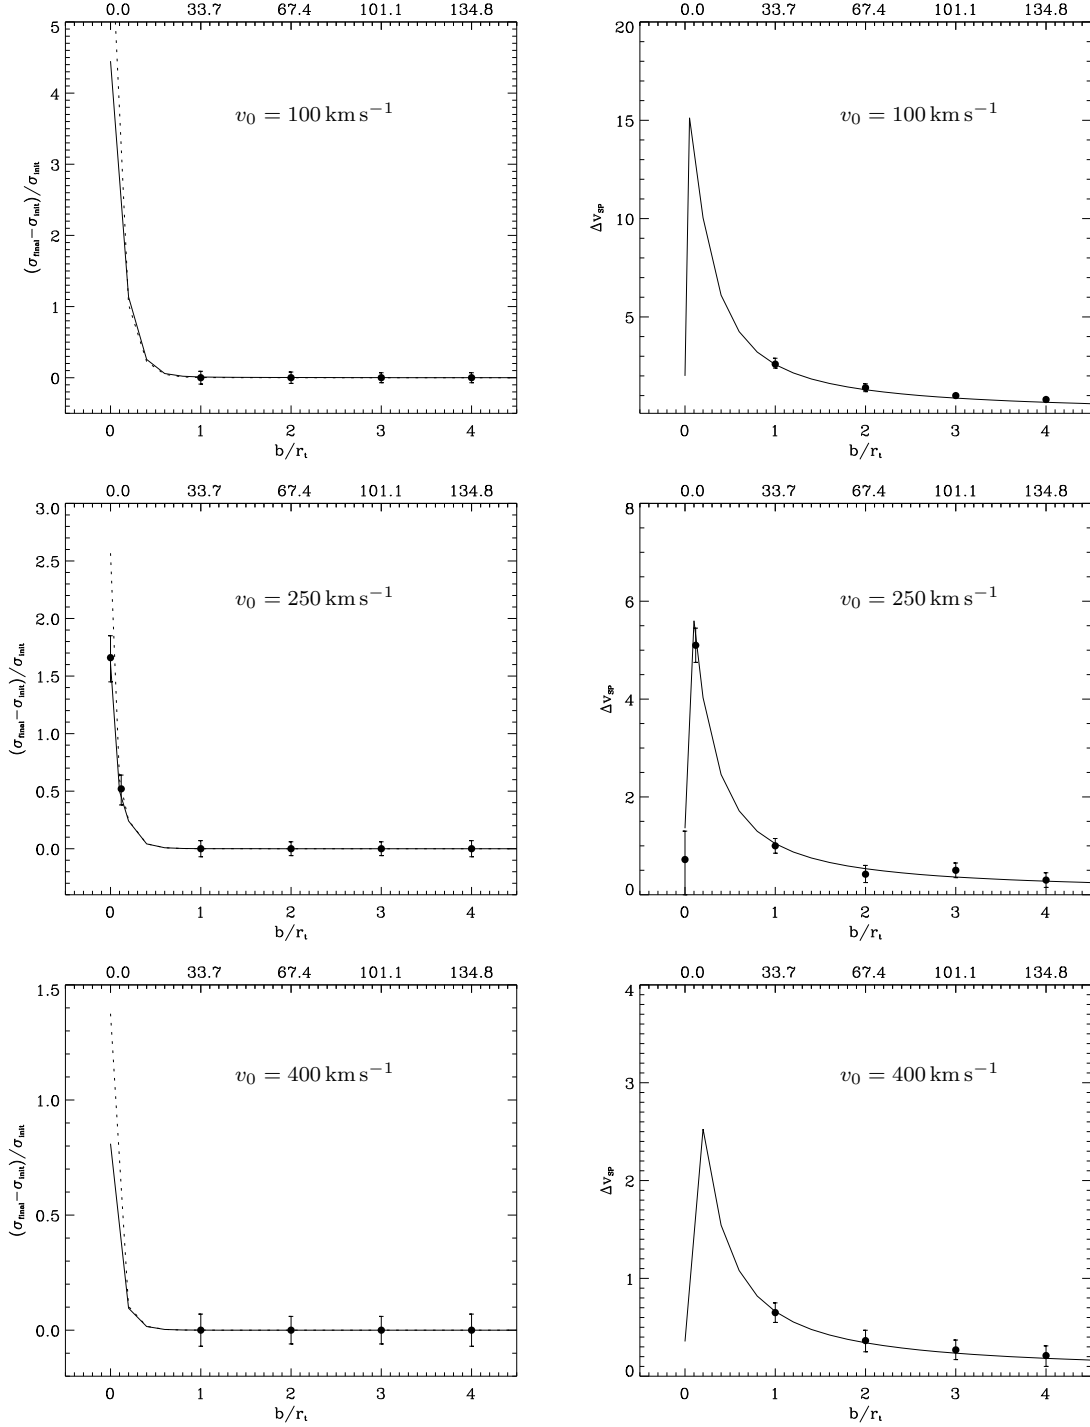 0.0 33.7 67.4 101.1 134.8
5
4
3
2
1
0
(σfinal−σinit)/σinit
v0 = 100 km s−1
0 1 2 3 4
b/rt
0.0 33.7 67.4 101.1 134.8
20
15
10
5
ΔvSP
v0 = 100 km s−1
0 1 2 3 4
b/rt
0.0 33.7 67.4 101.1 134.8
3.0
2.5
2.0
1.5
1.0
0.5
0.0
(σfinal−σinit)/σinit
v0 = 250 km s−1
0 1 2 3 4
b/rt
0.0 33.7 67.4 101.1 134.8
8
6
4
2
0
ΔvSP
v0 = 250 km s−1
0 1 2 3 4
b/rt
0.0 33.7 67.4 101.1 134.8
1.5
1.0
0.5
0.0
(σfinal−σinit)/σinit
v0 = 400 km s−1
0 1 2 3 4
b/rt
0.0 33.7 67.4 101.1 134.8
4
3
2
1
0
ΔvSP
v0 = 400 km s−1
0 1 2 3 4
b/rt